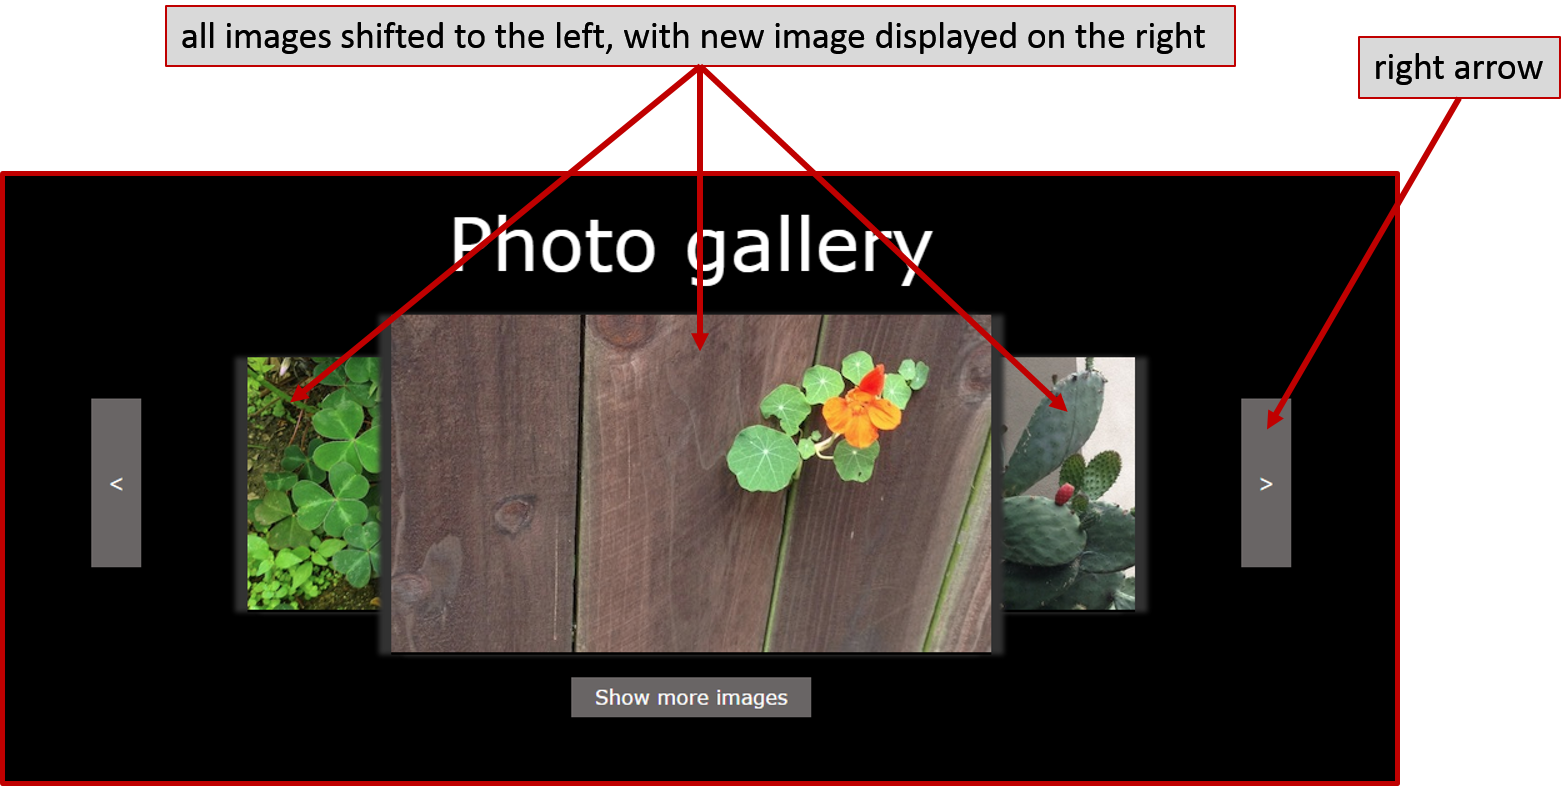 all images shifted to the left, with new image displayed on the right
right arrow
Photo gallery
<
>
Show more images